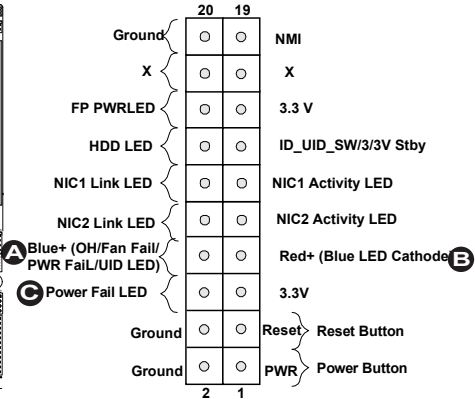 20 19
Ground NMI
X X
FP PWRLED 3.3 V
HDD LED ID_UID_SW/3/3V Stby
NIC1 Link LED NIC1 Activity LED
NIC2 Link LED NIC2 Activity LED
A Blue+ (OH/Fan Fail/
PWR FaiL/UID LED) Red+ (Blue LED Cathode) B
C Power Fail LED 3.3V
Ground Reset Reset Button
Ground PWR Power Button
2 1